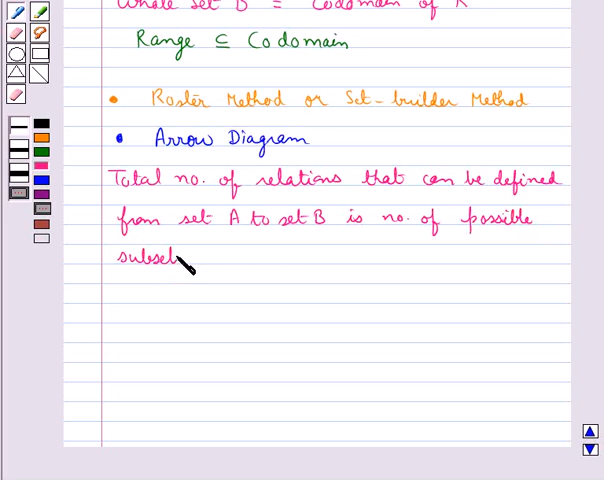 Whole set B = Codomain of R
Range ⊆ Codomain
• Roster Method or Set-builder Method
• Arrow Diagram
Total no. of relations that can be defined
from set A to set B is no. of possible
subset